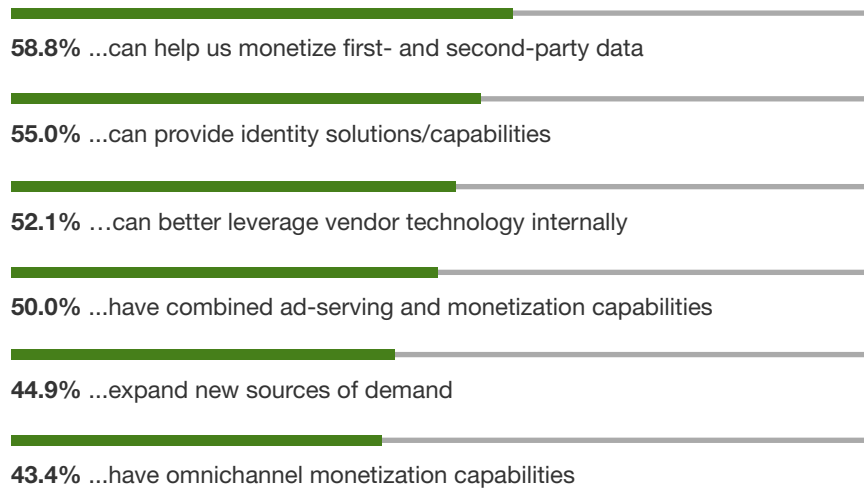 58.8% ...can help us monetize first- and second-party data
55.0% ...can provide identity solutions/capabilities
52.1% …can better leverage vendor technology internally
50.0% ...have combined ad-serving and monetization capabilities
44.9% ...expand new sources of demand
43.4% ...have omnichannel monetization capabilities